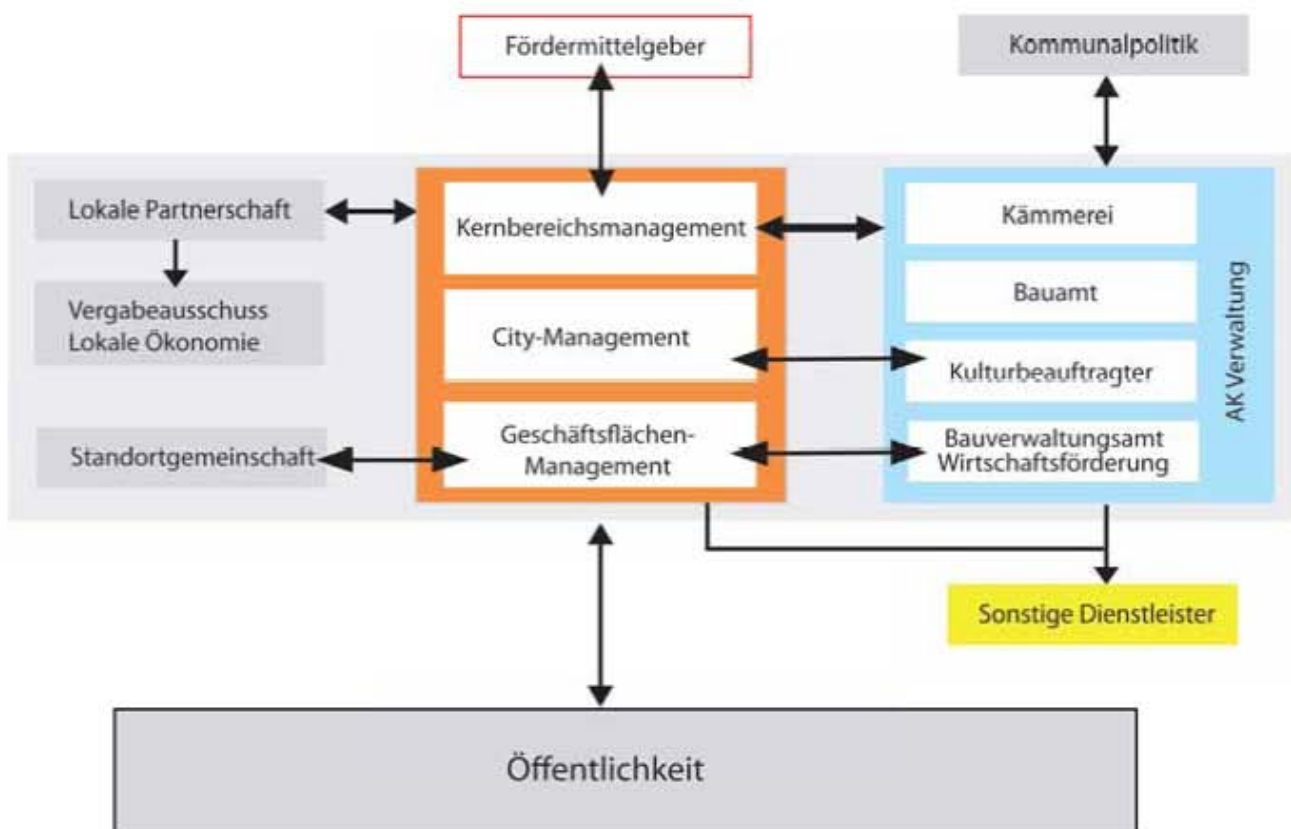 Fördermittelgeber
Kommunalpolitik
Lokale Partnerschaft
Vergabeausschuss
Lokale Ökonomie
Standortgemeinschaft
Kernbereichsmanagement
City-Management
Geschäftsflächen-
Management
Kämmerei
Bauamt
Kulturbeauftragter
Bauverwaltungsamt
Wirtschaftsförderung
AK Verwaltung
Sonstige Dienstleister
Öffentlichkeit